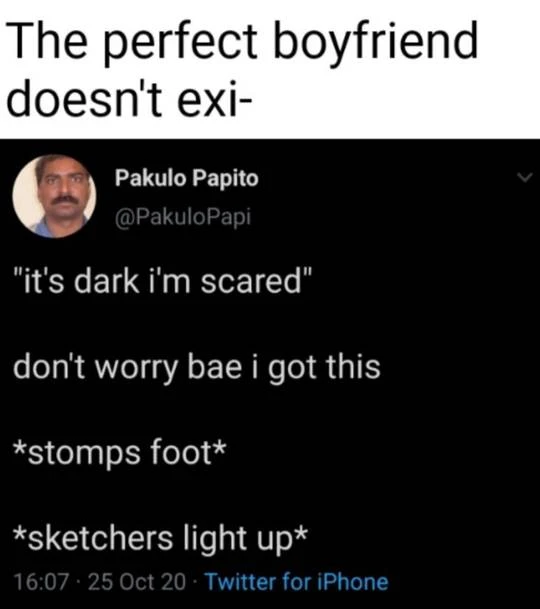 The perfect boyfriend
doesn't exi-
Pakulo Papito
@PakuloPapi
"it's dark i'm scared"
don't worry bae i got this
*stomps foot*
*sketchers light up*
16:07 · 25 Oct 20 · Twitter for iPhone